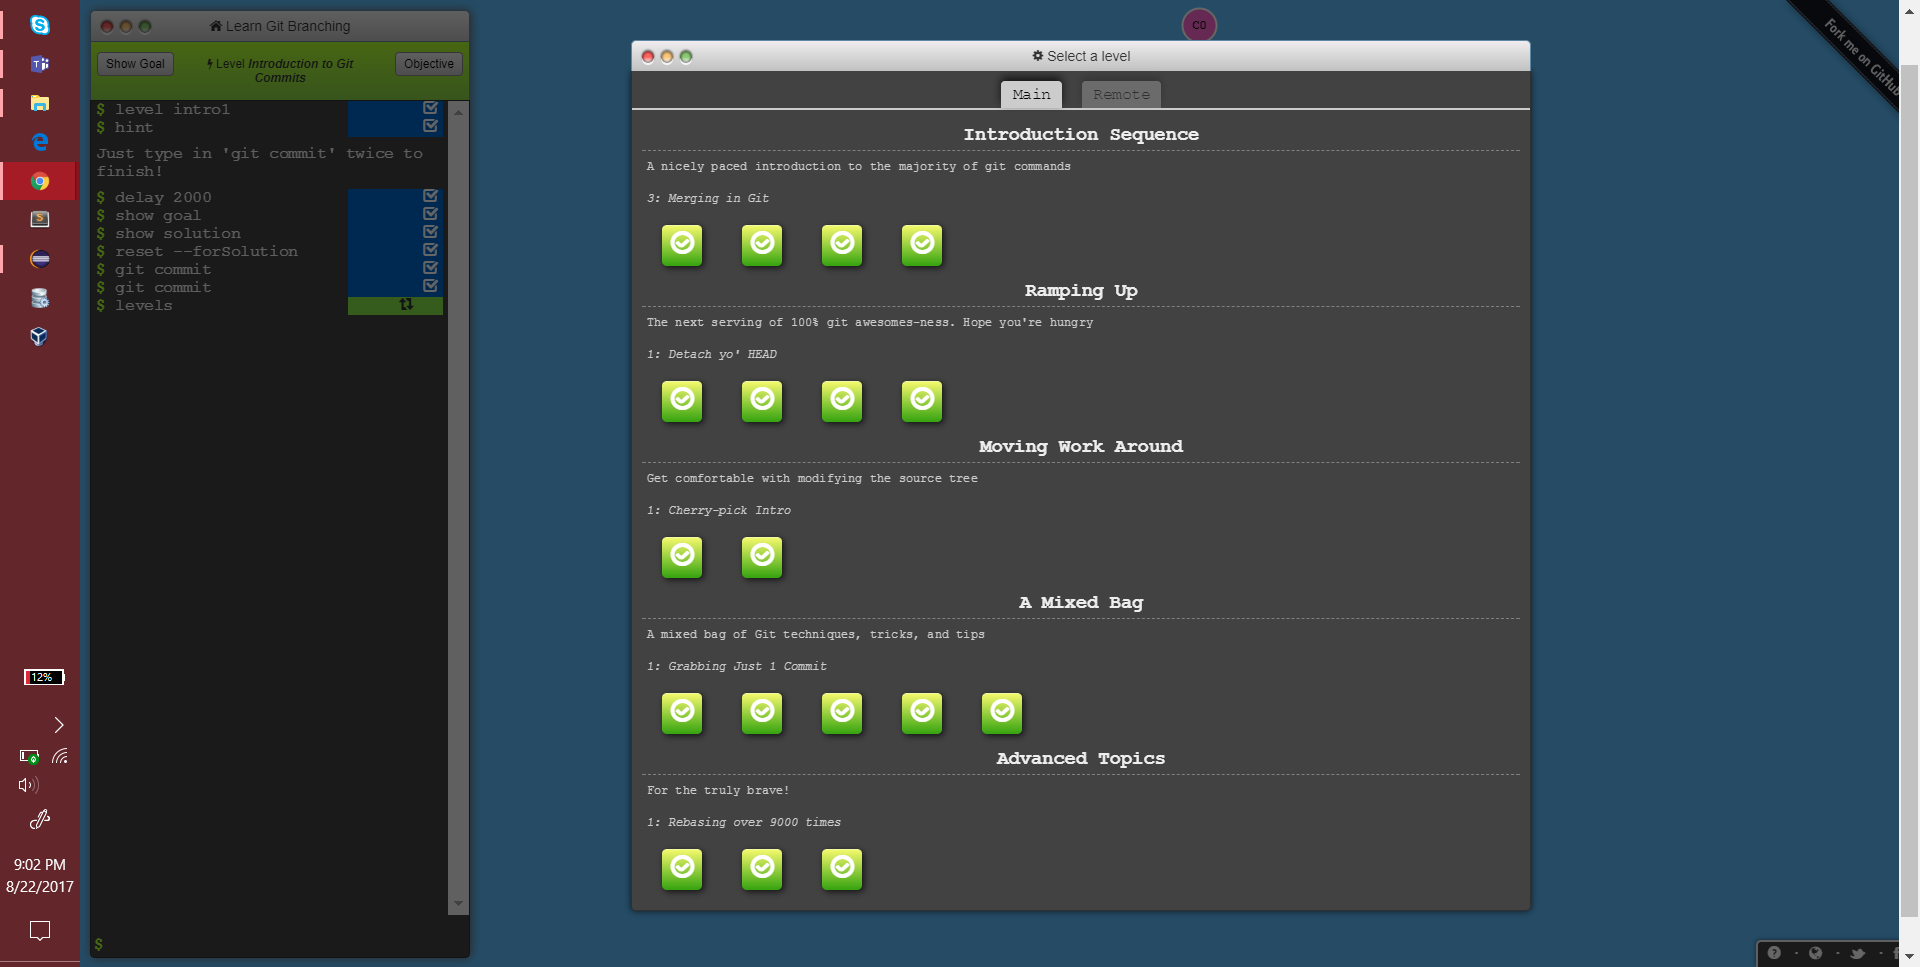 Learn Git Branching
Show Goal
Level Introduction to Git
Commits
Objective
$ level intro1
$ hint
Just type in 'git commit' twice to
finish!
$ delay 2000
$ show goal
$ show solution
$ reset --forSolution
$ git commit
$ git commit
$ levels
$
C0
Select a level
Main
Remote
Introduction Sequence
A nicely paced introduction to the majority of git commands
3: Merging in Git
Ramping Up
The next serving of 100% git awesomes-ness. Hope you're hungry
1: Detach yo' HEAD
Moving Work Around
Get comfortable with modifying the source tree
1: Cherry-pick Intro
A Mixed Bag
A mixed bag of Git techniques, tricks, and tips
1: Grabbing Just 1 Commit
Advanced Topics
For the truly brave!
1: Rebasing over 9000 times
Fork me on GitHub
12%
9:02 PM
8/22/2017